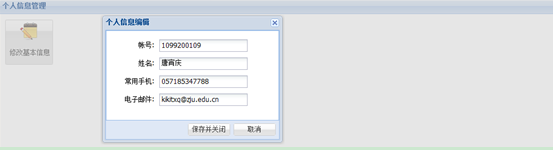 个人信息管理
修改基本信息
个人信息编辑
帐号: 1099200109
姓名: 唐宵庆
常用手机: 057185347788
电子邮件: kikitxq@zju.edu.cn
保存并关闭 取消